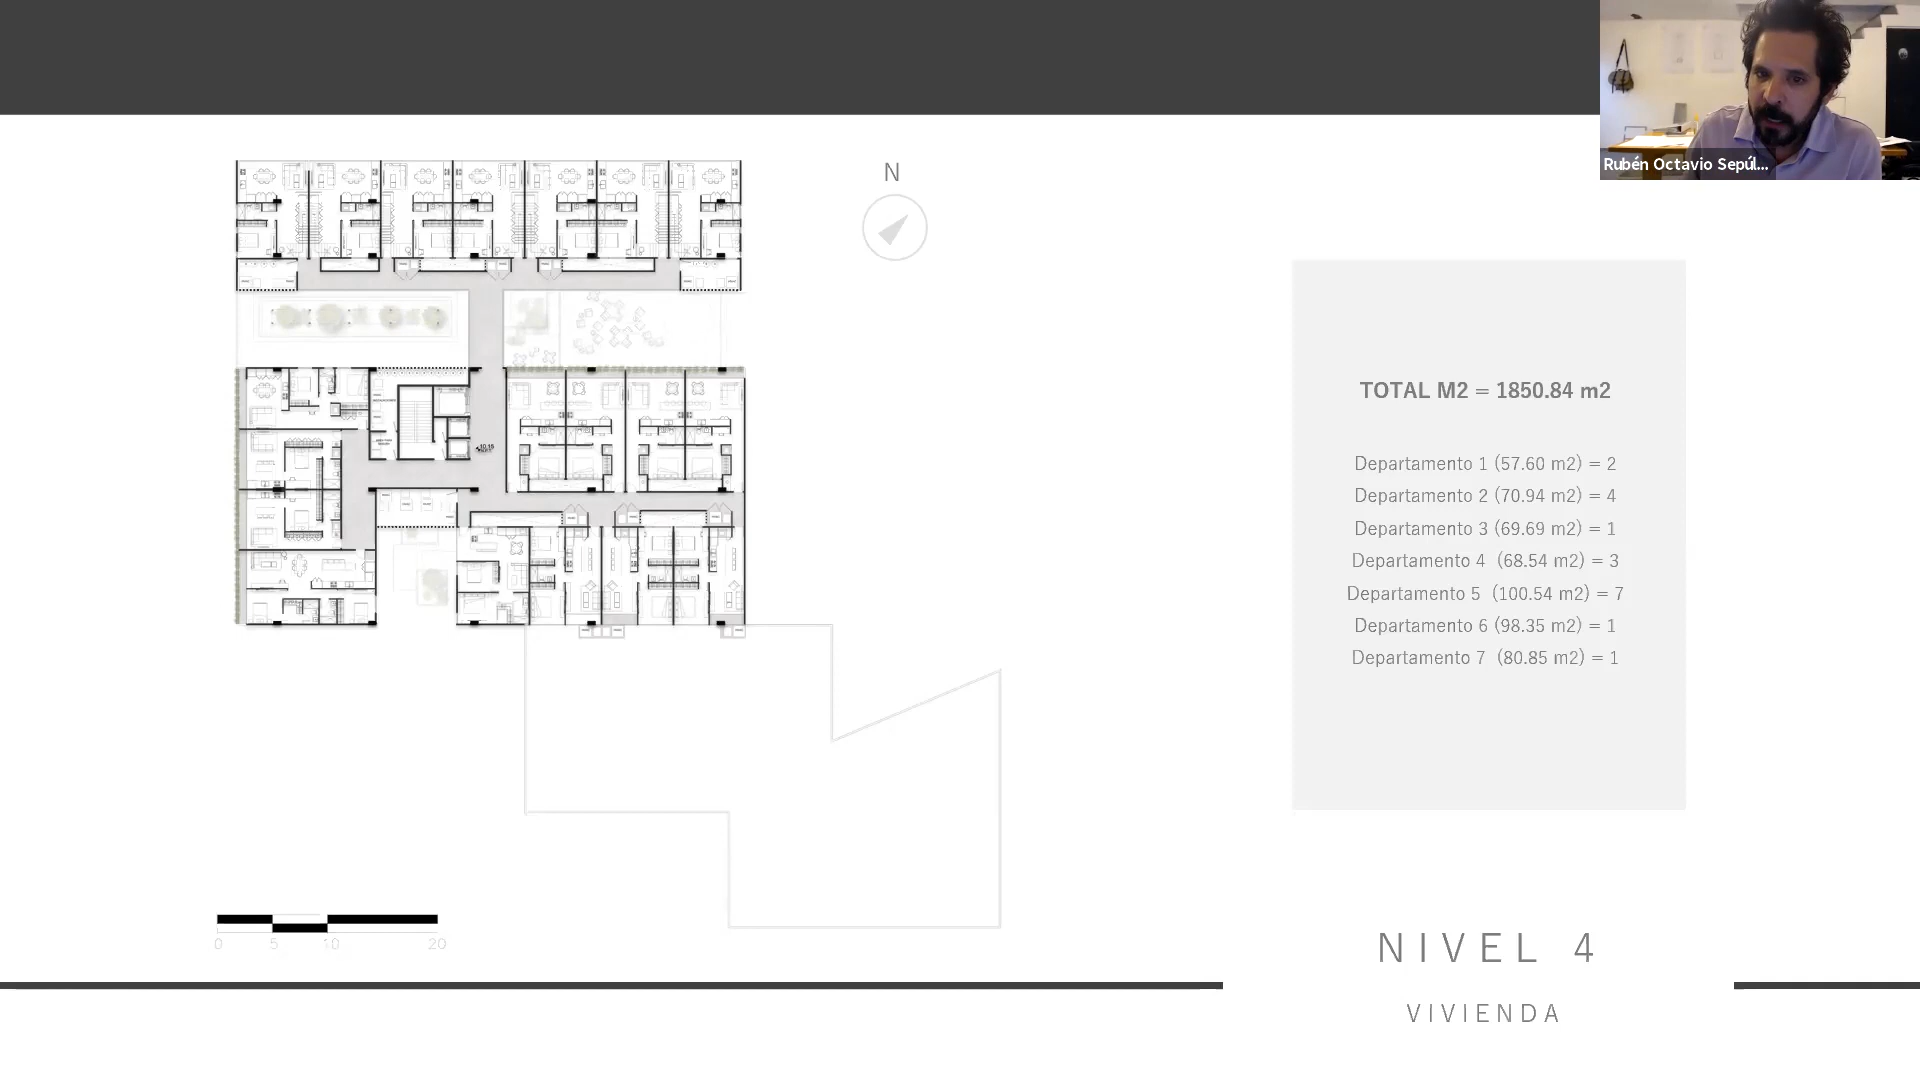 Rubén Octavio Sepúl...
N
TOTAL M2 = 1850.84 m2
Departamento 1 (57.60 m2) = 2
Departamento 2 (70.94 m2) = 4
Departamento 3 (69.69 m2) = 1
Departamento 4 (68.54 m2) = 3
Departamento 5 (100.54 m2) = 7
Departamento 6 (98.35 m2) = 1
Departamento 7 (80.85 m2) = 1
0 5 10 20
NIVEL 4
VIVIENDA